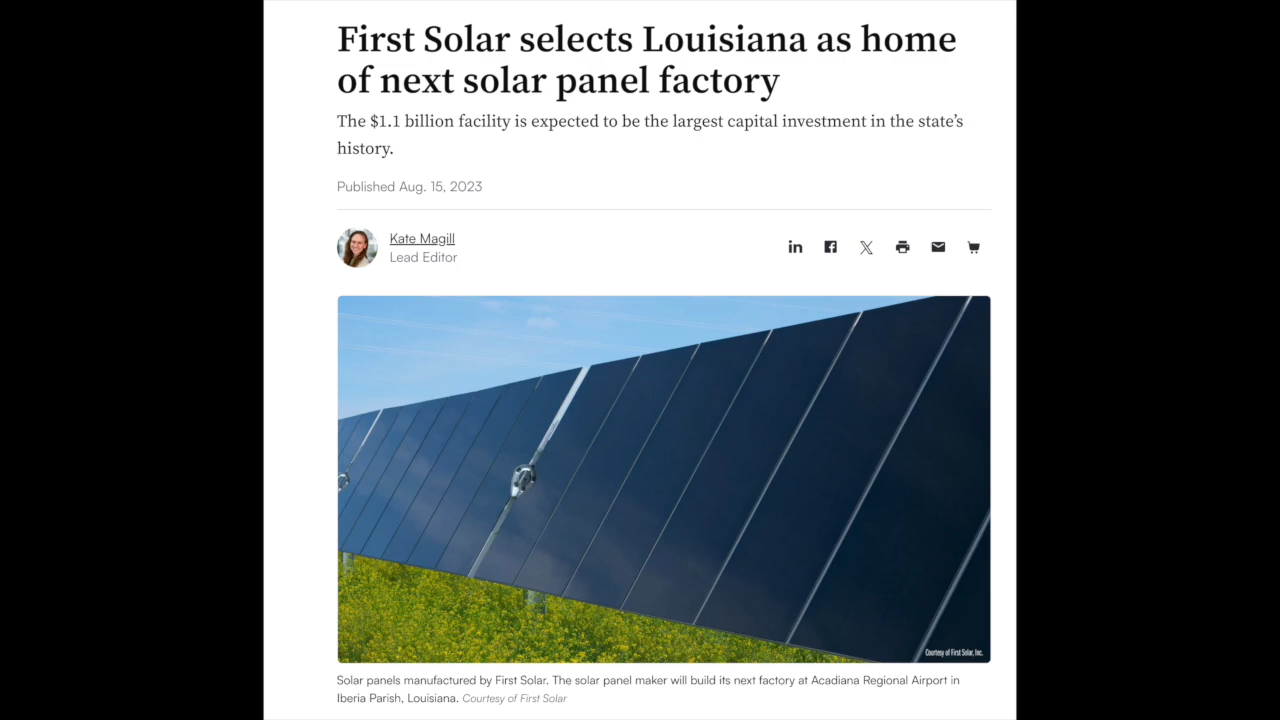 First Solar selects Louisiana as home
of next solar panel factory
The $1.1 billion facility is expected to be the largest capital investment in the state’s
history.
Published Aug. 15, 2023
Kate Magill
Lead Editor
Courtesy of First Solar, Inc.
Solar panels manufactured by First Solar. The solar panel maker will build its next factory at Acadiana Regional Airport in
Iberia Parish, Louisiana. Courtesy of First Solar